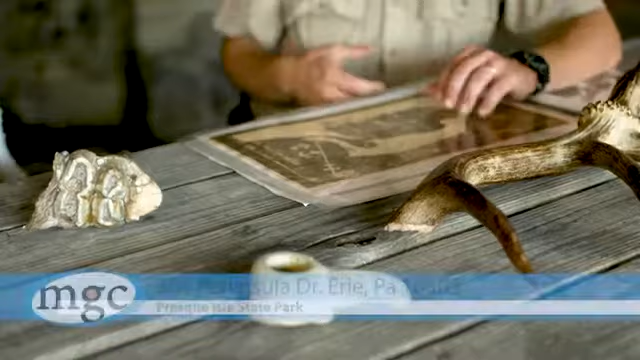 mgc
Peninsula Dr. Erie, Pa
Presque Isle State Park